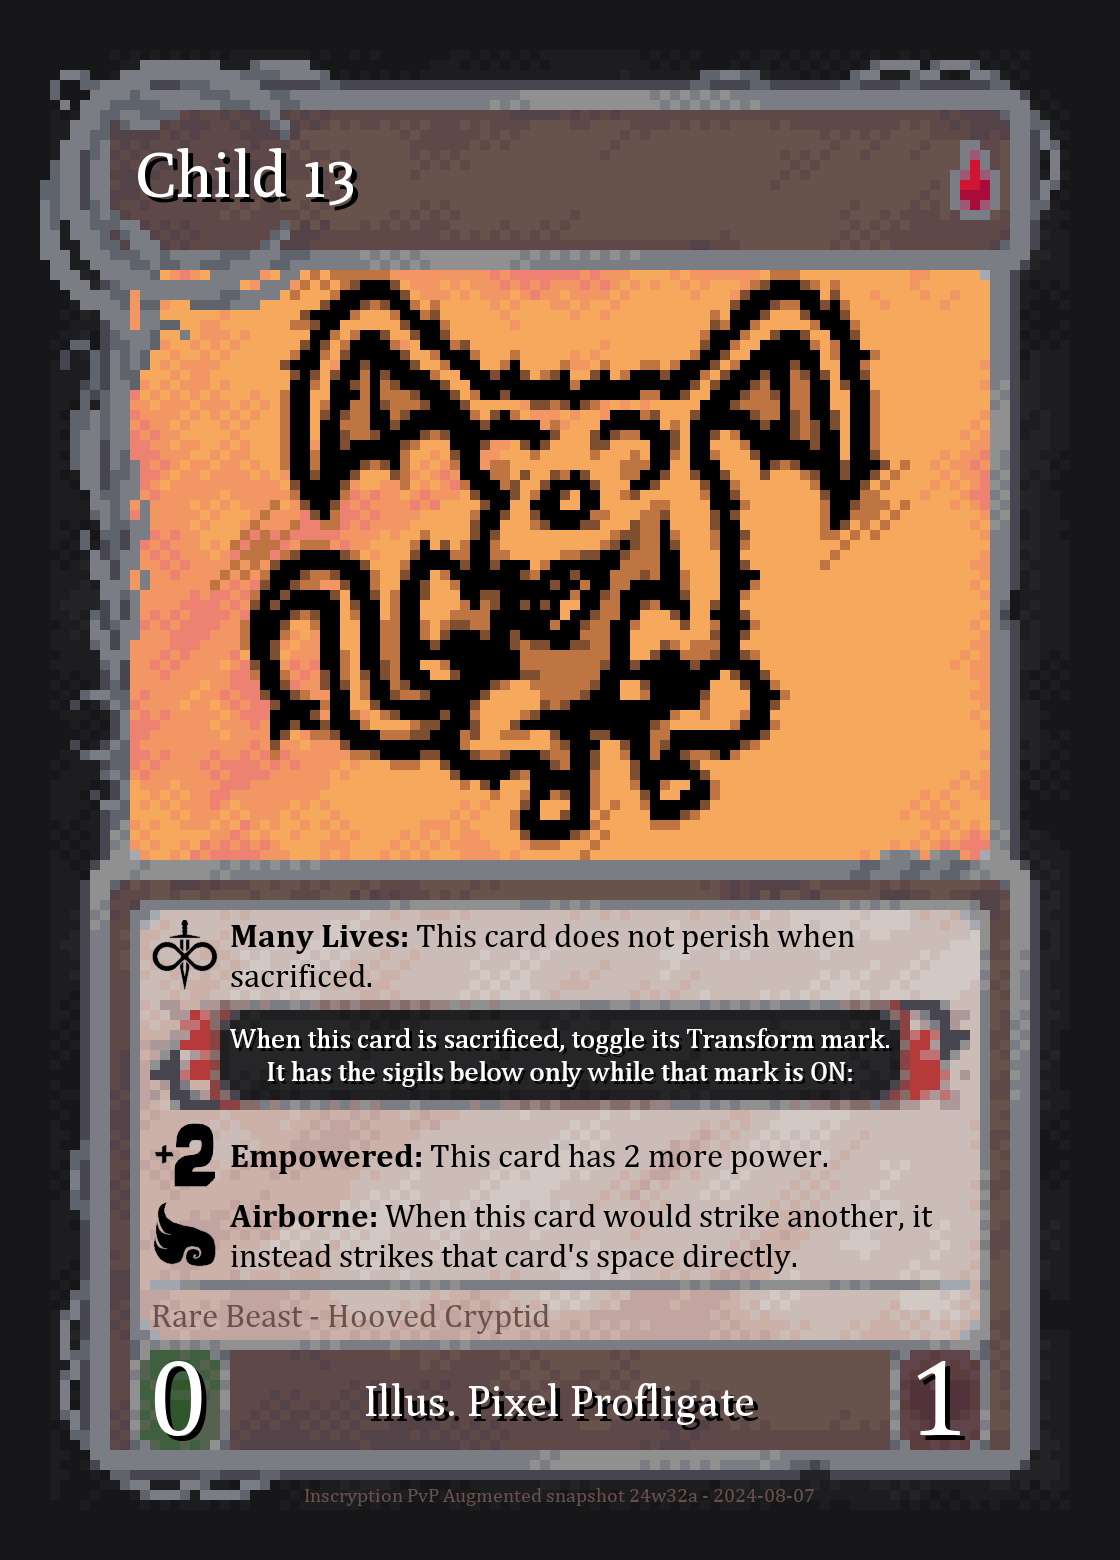 Child 13
Many Lives: This card does not perish when
sacrificed.
When this card is sacrificed, toggle its Transform mark.
It has the sigils below only while that mark is ON:
+2
Empowered: This card has 2 more power.
Airborne: When this card would strike another, it
instead strikes that card's space directly.
Rare Beast - Hooved Cryptid
0
Illus. Pixel Profligate
1
Inscryption PvP Augmented snapshot 24w32a - 2024-08-07